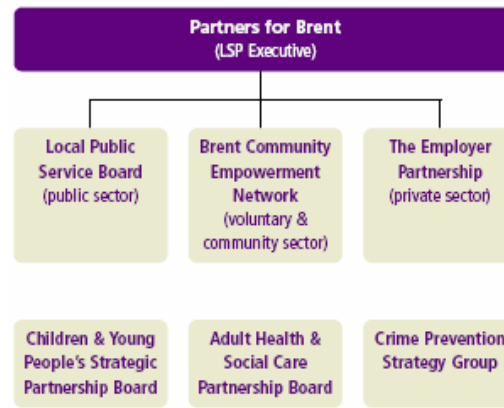 Partners for Brent
(LSP Executive)
Local Public
Service Board
(public sector)
Brent Community
Empowerment
Network
(voluntary &
community sector)
The Employer
Partnership
(private sector)
Children & Young
People's Strategic
Partnership Board
Adult Health &
Social Care
Partnership Board
Crime Prevention
Strategy Group